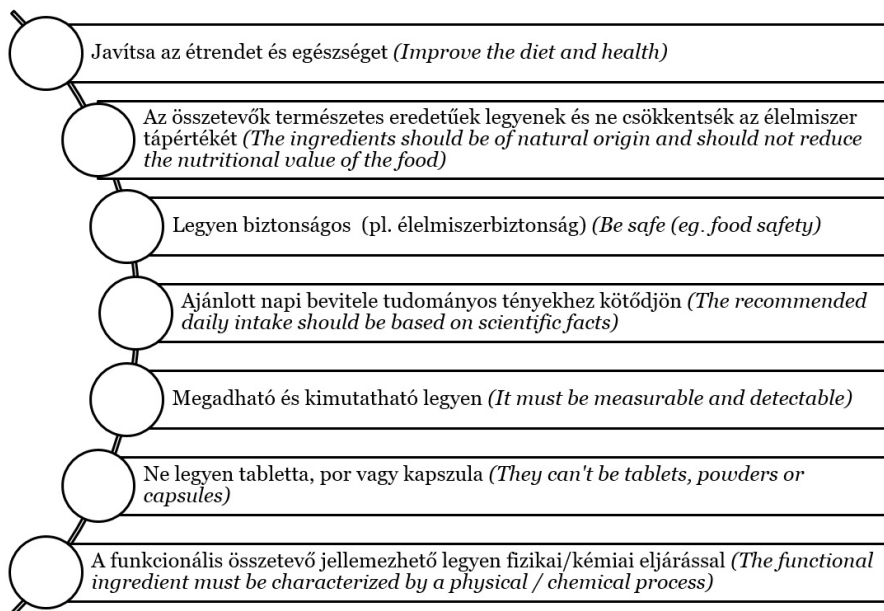 Javítsa az étrendet és egészséget (Improve the diet and health)
Az összetevők természetes eredetűek legyenek és ne csökkentsék az élelmiszer
tápértékét (The ingredients should be of natural origin and should not reduce
the nutritional value of the food)
Legyen biztonságos  (pl. élelmiszerbiztonság) (Be safe (eg. food safety)
Ajánlott napi bevitele tudományos tényekhez kötődjön (The recommended
daily intake should be based on scientific facts)
Megadható és kimutatható legyen (It must be measurable and detectable)
Ne legyen tabletta, por vagy kapszula (They can't be tablets, powders or
capsules)
A funkcionális összetevő jellemezhető legyen fizikai/kémiai eljárással (The functional
ingredient must be characterized by a physical / chemical process)